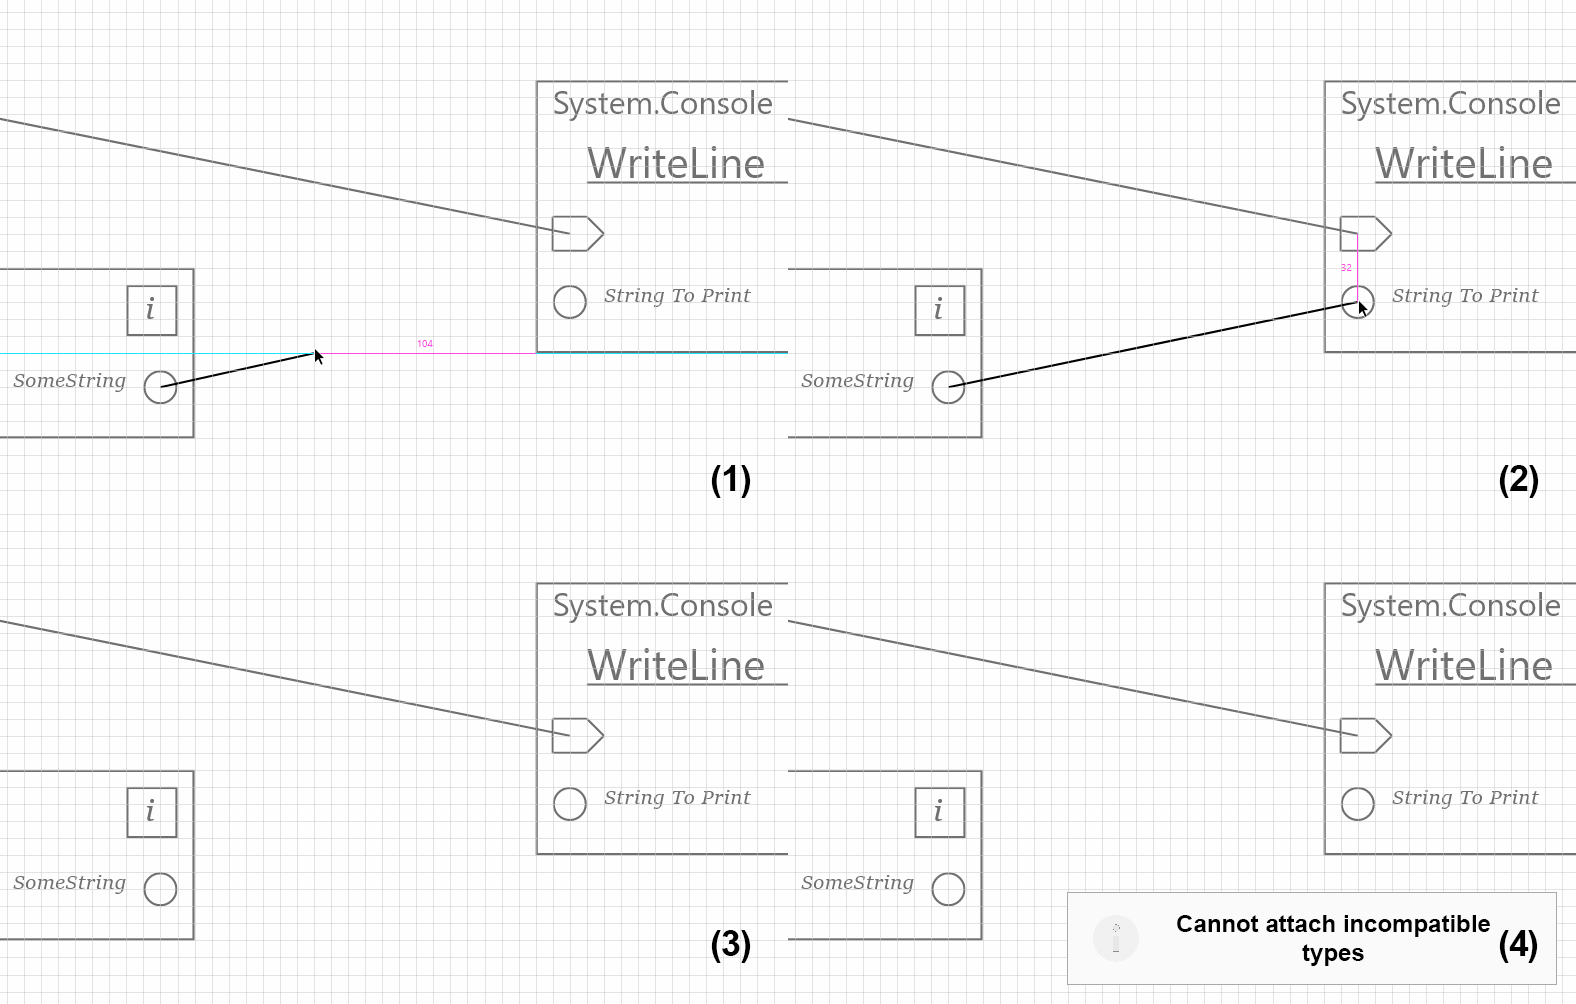 System.Console
WriteLine
String To Print
i
104
SomeString
(1)
System.Console
WriteLine
32
String To Print
i
SomeString
(2)
System.Console
WriteLine
String To Print
i
SomeString
(3)
System.Console
WriteLine
String To Print
i
SomeString
i
Cannot attach incompatible
types
(4)